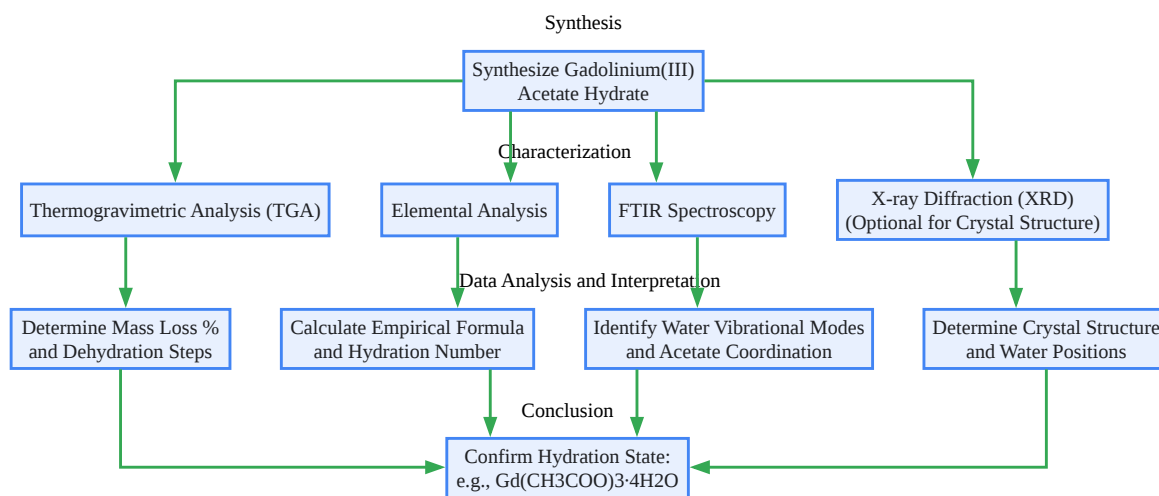 Synthesis
Synthesize Gadolinium(III)
Acetate Hydrate
Characterization
Thermogravimetric Analysis (TGA)
Elemental Analysis
FTIR Spectroscopy
X-ray Diffraction (XRD)
(Optional for Crystal Structure)
Data Analysis and Interpretation
Determine Mass Loss %
and Dehydration Steps
Calculate Empirical Formula
and Hydration Number
Identify Water Vibrational Modes
and Acetate Coordination
Determine Crystal Structure
and Water Positions
Conclusion
Confirm Hydration State:
e.g., Gd(CH3COO)3·4H2O